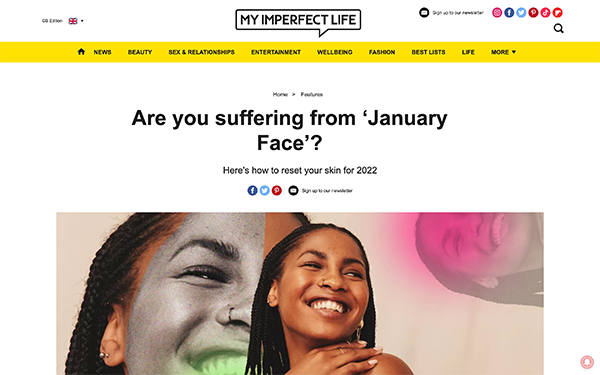 GB Edition
MY IMPERFECT LIFE
Sign up to our newsletter
NEWS BEAUTY SEX & RELATIONSHIPS ENTERTAINMENT WELLBEING FASHION BEST LISTS LIFE MORE ▼
Home > Features
Are you suffering from ‘January
Face’?
Here's how to reset your skin for 2022
Sign up to our newsletter